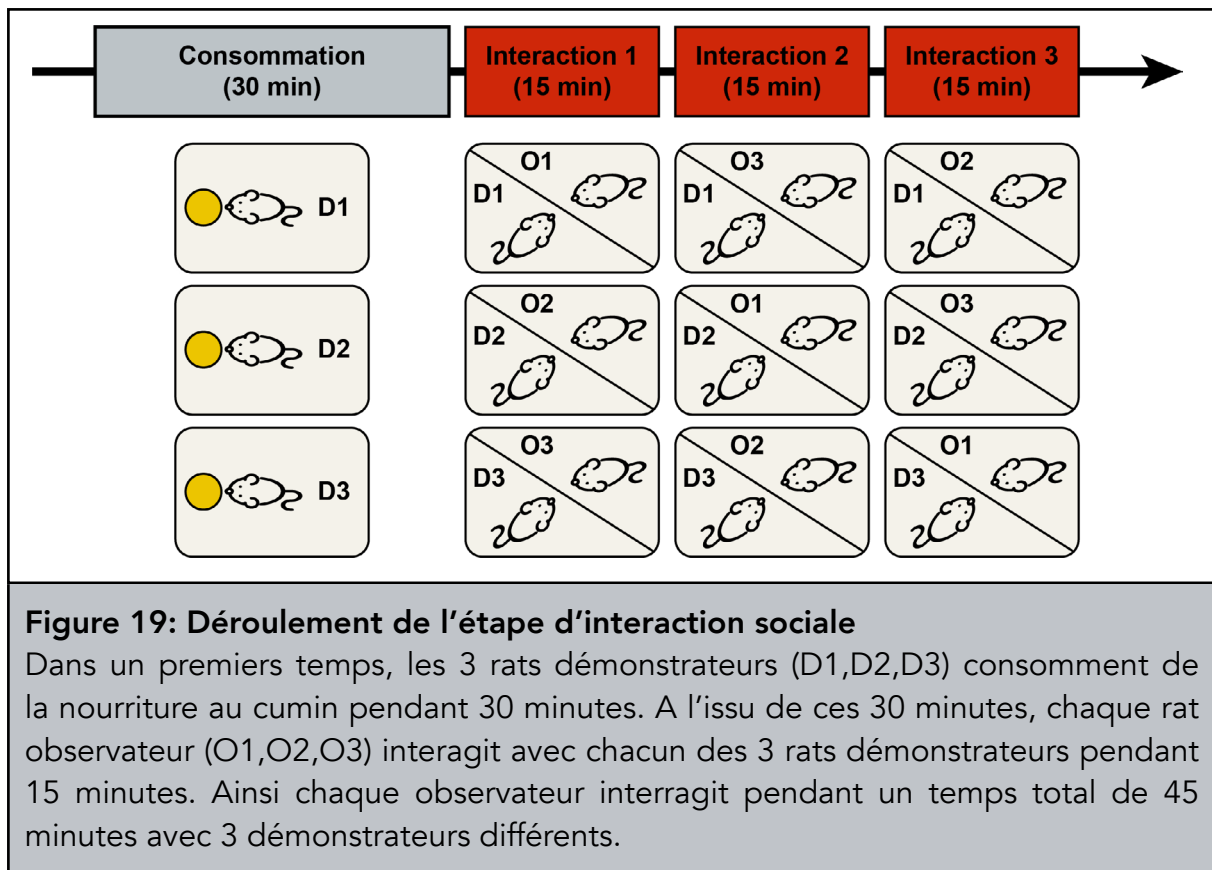 Consommation
(30 min)
Interaction 1
(15 min)
Interaction 2
(15 min)
Interaction 3
(15 min)
D1
O1
D1
O3
D1
O2
D1
D2
O2
D2
O1
D2
O3
D2
D3
O3
D3
O2
D3
O1
D3
Figure 19: Déroulement de l'étape d'interaction sociale
Dans un premiers temps, les 3 rats démonstrateurs (D1,D2,D3) consomment de
la nourriture au cumin pendant 30 minutes. A l'issu de ces 30 minutes, chaque rat
observateur (O1,O2,O3) interagit avec chacun des 3 rats démonstrateurs pendant
15 minutes. Ainsi chaque observateur interragit pendant un temps total de 45
minutes avec 3 démonstrateurs différents.